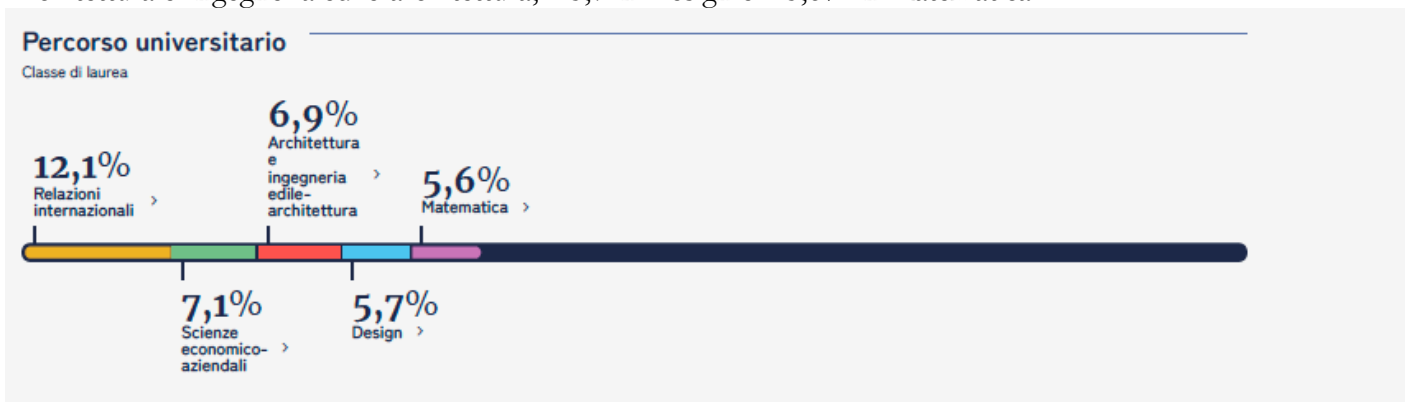 Percorso universitario
Classe di laurea
12,1%
Relazioni
internazionali
6,9%
Architettura
e
ingegneria
edile-
architettura
5,6%
Matematica
7,1%
Scienze
economico-
aziendali
5,7%
Design